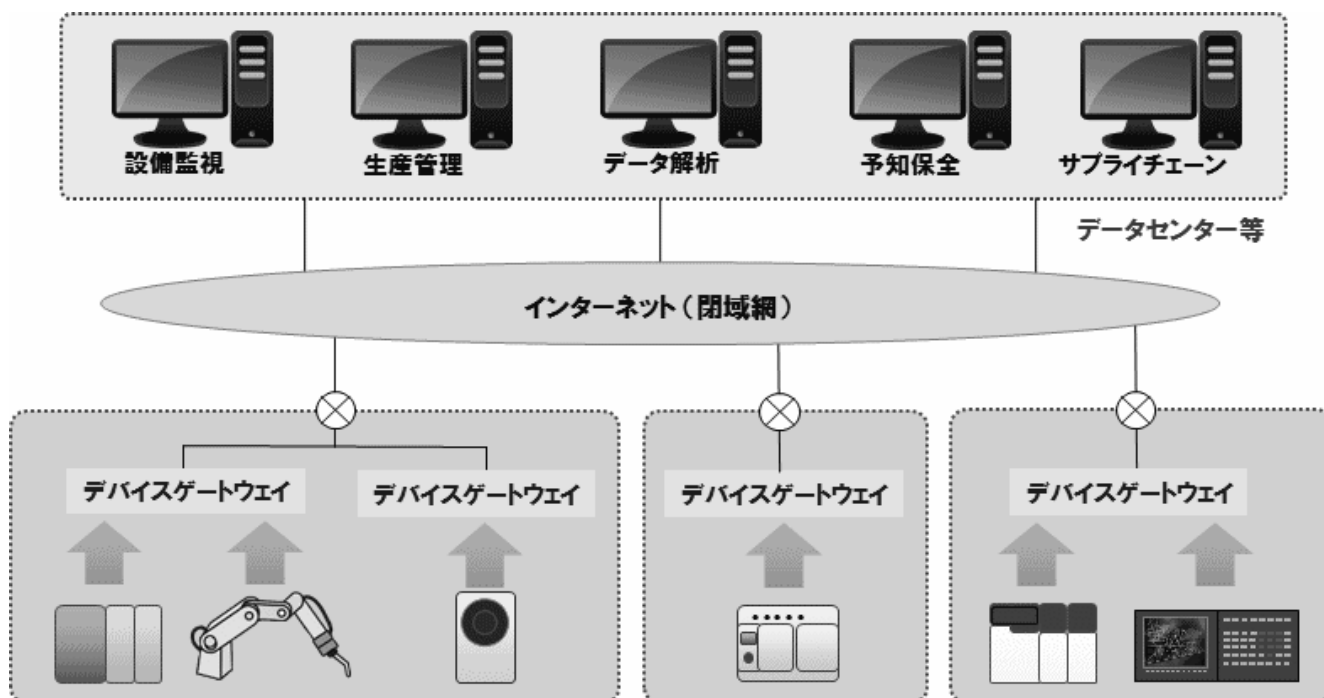 設備監視
生産管理
データ解析
予知保全
サプライチェーン
データセンター等
インターネット(閉域網)
デバイスゲートウェイ
デバイスゲートウェイ
デバイスゲートウェイ
デバイスゲートウェイ